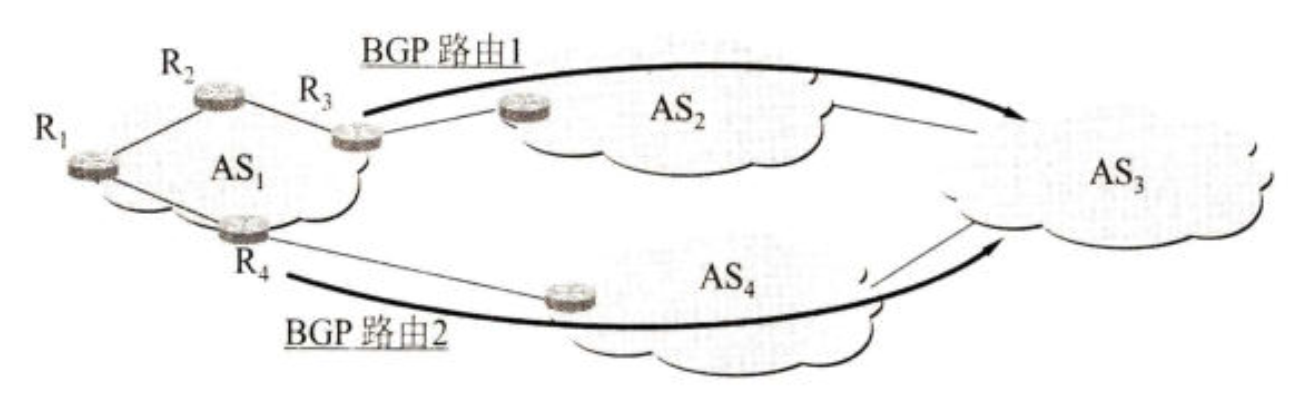 BGP 路由1
R₂
R₃
R₁
AS₁
AS₂
AS₃
R₄
AS₄
BGP 路由2